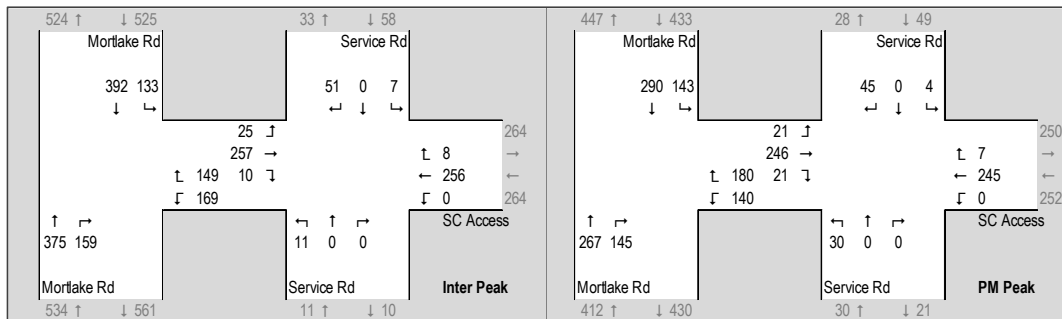 524 ↑ ↓ 525 33 ↑ ↓ 58
Mortlake Rd Service Rd
392 133 51 0 7
↓ ↳ ↵ ↓ ↳
25 ↥ 264
257 → ↥ 8 →
↥ 149 10 ↴ ← 256 ←
↧ 169 ↧ 0 264
SC Access
↑ ↱ ↰ ↑ ↱
375 159 11 0 0
Mortlake Rd Service Rd Inter Peak
534 ↑ ↓ 561 11 ↑ ↓ 10
447 ↑ ↓ 433 28 ↑ ↓ 49
Mortlake Rd Service Rd
290 143 45 0 4
↓ ↳ ↵ ↓ ↳
21 ↥ 250
246 → ↥ 7 →
↥ 180 21 ↴ ← 245 ←
↧ 140 ↧ 0 252
SC Access
↑ ↱ ↰ ↑ ↱
267 145 30 0 0
Mortlake Rd Service Rd PM Peak
412 ↑ ↓ 430 30 ↑ ↓ 21